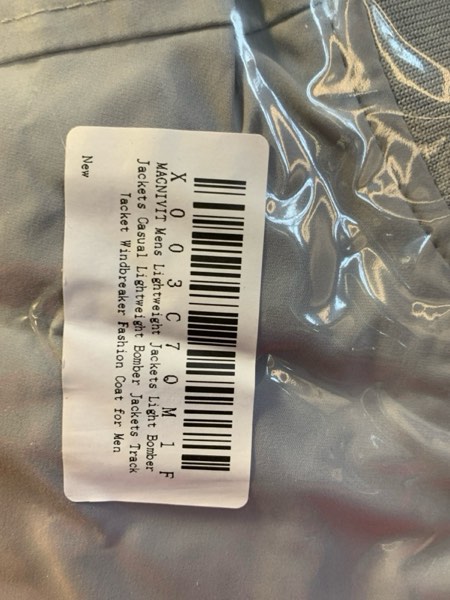 X003C7QM1F
MAGNIVIT Mens Lightweight Jackets Light Bomber
Jackets Casual Lightweight Bomber Jackets Track
Jacket Windbreaker Fashion Coat for Men
New